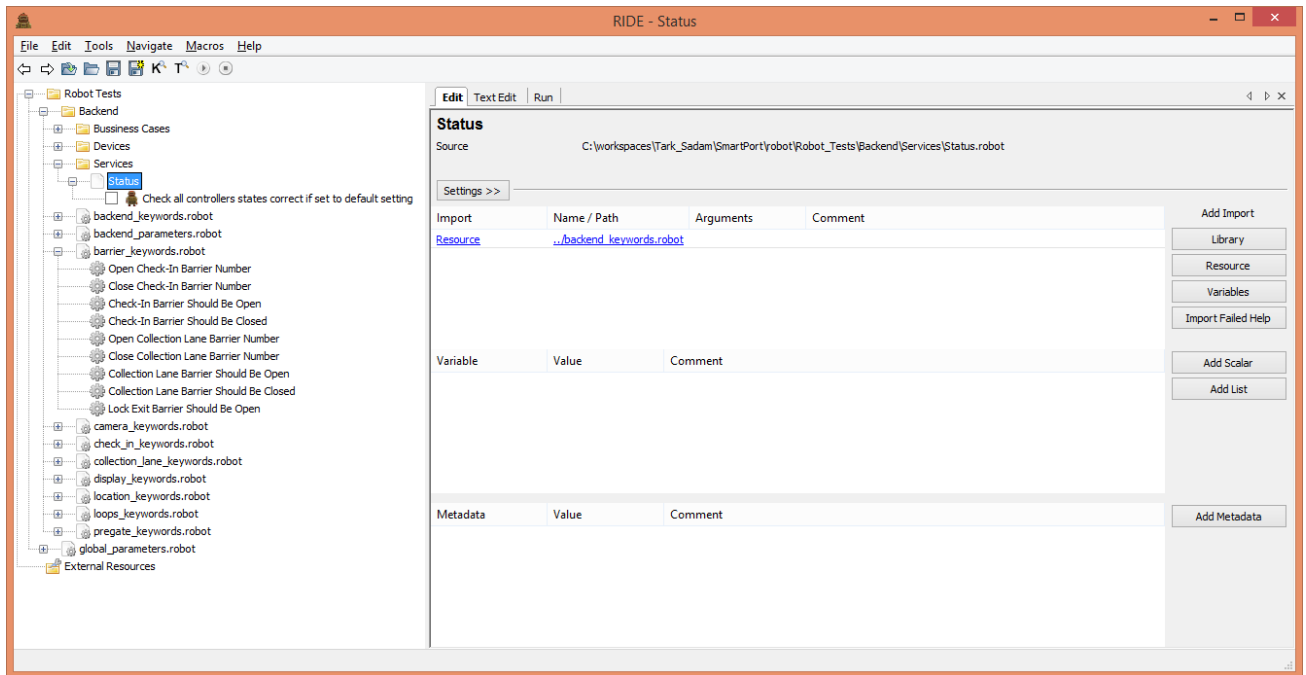 RIDE - Status
File Edit Tools Navigate Macros Help
Robot Tests
Backend
Bussiness Cases
Devices
Services
Status
Check all controllers states correct if set to default setting
backend_keywords.robot
backend_parameters.robot
barrier_keywords.robot
Open Check-In Barrier Number
Close Check-In Barrier Number
Check-In Barrier Should Be Open
Check-In Barrier Should Be Closed
Open Collection Lane Barrier Number
Close Collection Lane Barrier Number
Collection Lane Barrier Should Be Open
Collection Lane Barrier Should Be Closed
Lock Exit Barrier Should Be Open
camera_keywords.robot
check_in_keywords.robot
collection_lane_keywords.robot
display_keywords.robot
location_keywords.robot
loops_keywords.robot
pregate_keywords.robot
global_parameters.robot
External Resources
Edit Text Edit Run
Status
Source C:\workspaces\Tark_Sadam\SmartPort\robot\Robot_Tests\Backend\Services\Status.robot
Settings >>
Import Name / Path Arguments Comment
Resource ../backend_keywords.robot
Add Import
Library
Resource
Variables
Import Failed Help
Variable Value Comment
Add Scalar
Add List
Metadata Value Comment
Add Metadata